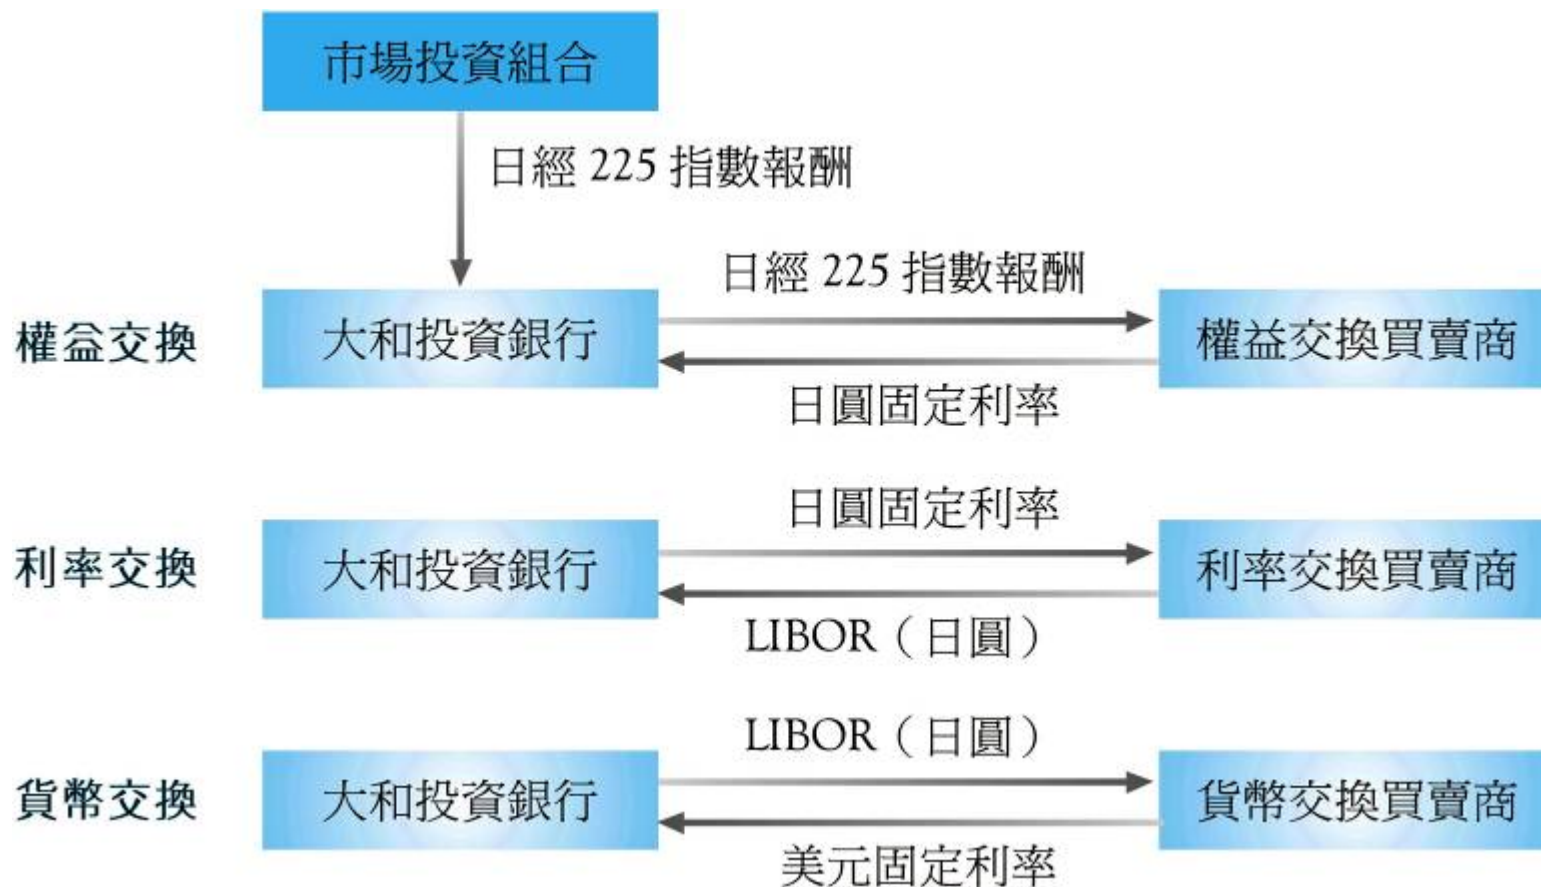 市場投資組合
日經 225 指數報酬
日經 225 指數報酬
權益交換
大和投資銀行
權益交換買賣商
日圓固定利率
日圓固定利率
利率交換
大和投資銀行
利率交換買賣商
LIBOR（日圓）
LIBOR（日圓）
貨幣交換
大和投資銀行
貨幣交換買賣商
美元固定利率